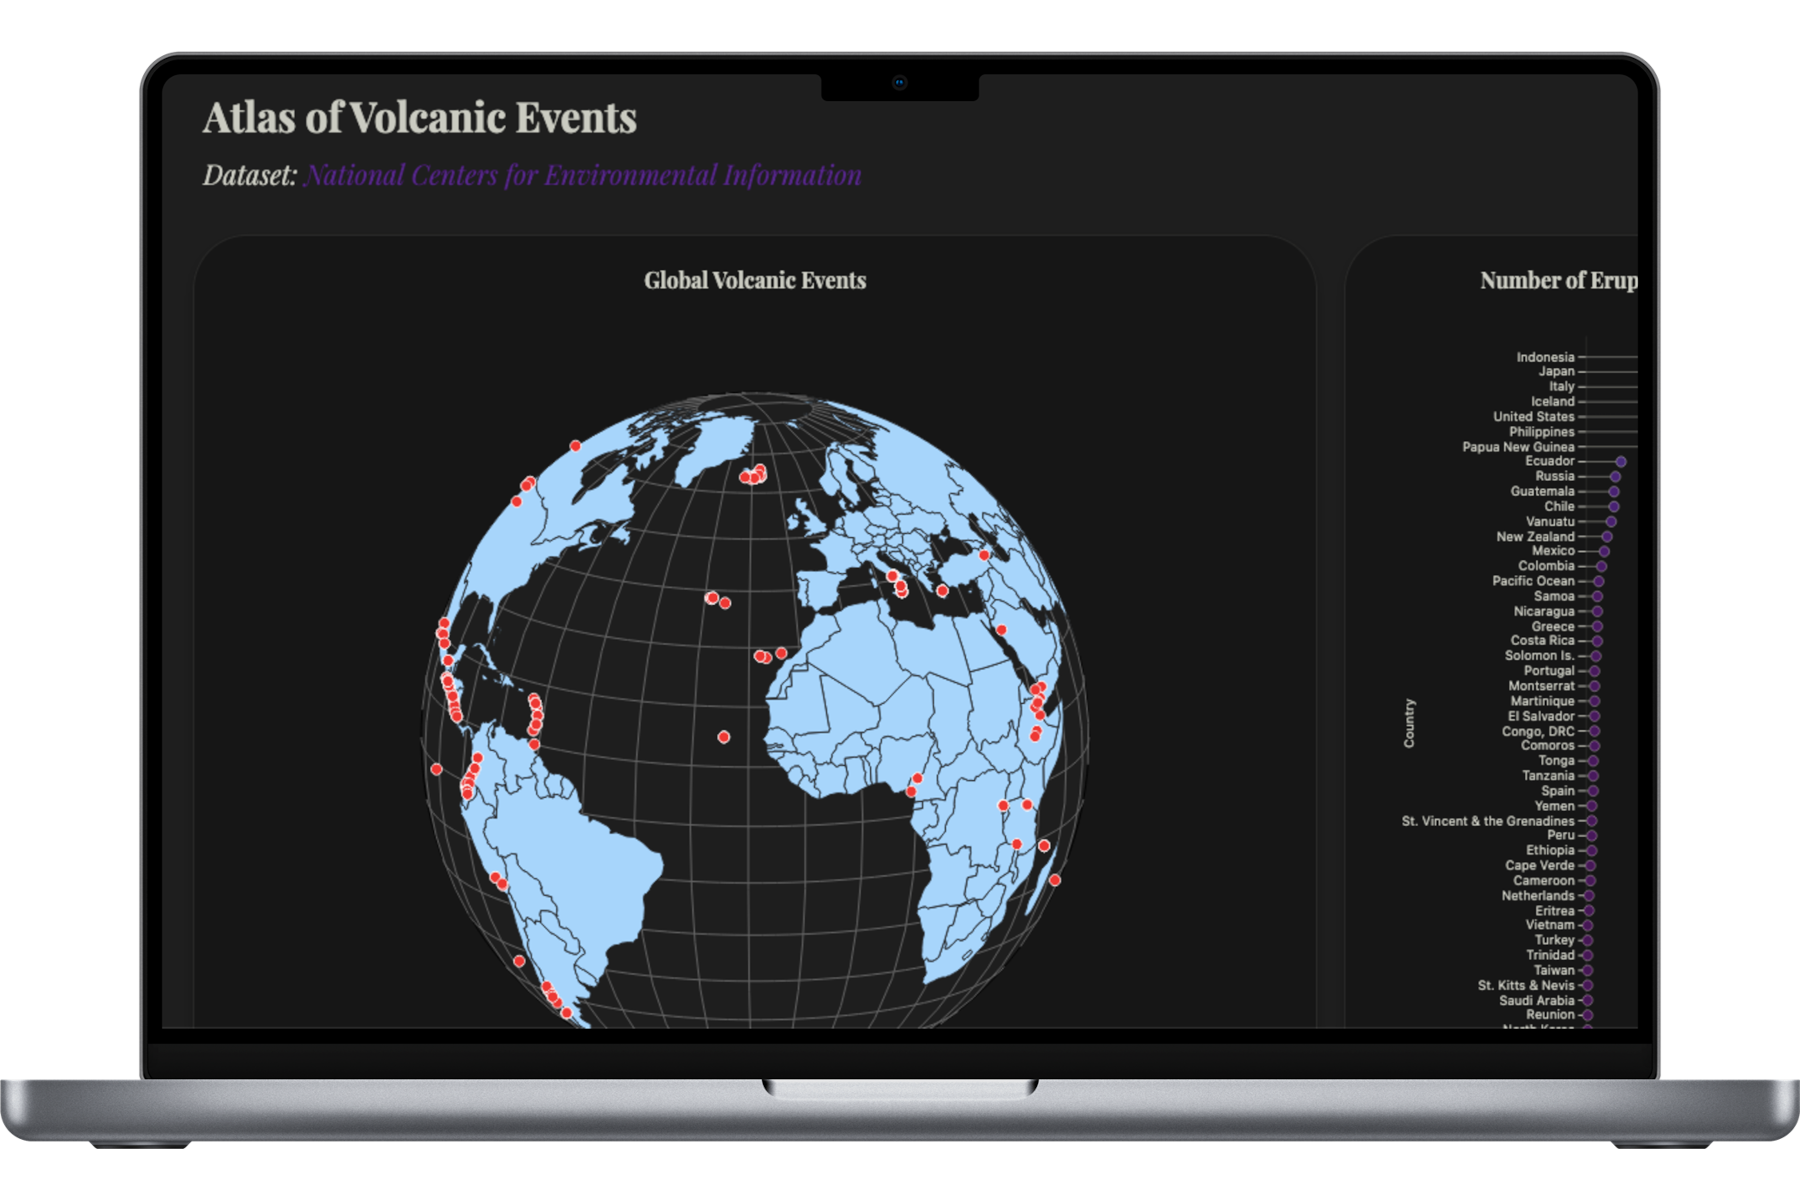 Atlas of Volcanic Events
Dataset: National Centers for Environmental Information
Global Volcanic Events
Number of Erup
Indonesia
Japan
Italy
Iceland
United States
Philippines
Papua New Guinea
Ecuador
Russia
Guatemala
Chile
Vanuatu
New Zealand
Mexico
Colombia
Pacific Ocean
Samoa
Nicaragua
Greece
Costa Rica
Solomon Is.
Portugal
Montserrat
Martinique
El Salvador
Congo, DRC
Comoros
Tonga
Tanzania
Spain
Yemen
St. Vincent & the Grenadines
Peru
Ethiopia
Cape Verde
Cameroon
Netherlands
Eritrea
Vietnam
Turkey
Trinidad
Taiwan
St. Kitts & Nevis
Saudi Arabia
Reunion
Country